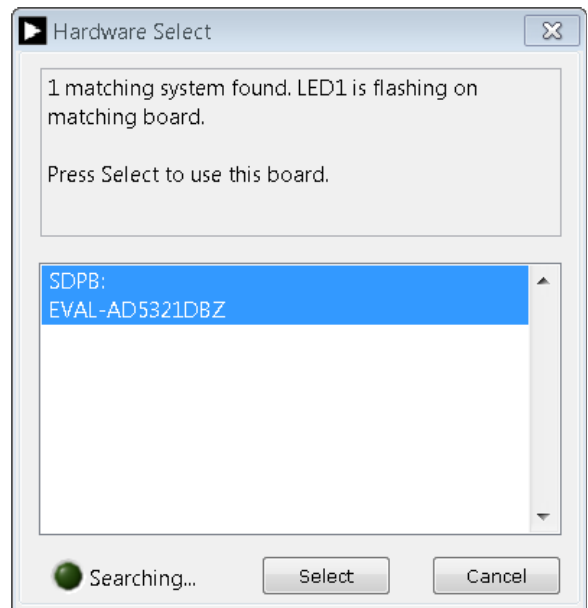 Hardware Select
1 matching system found. LED1 is flashing on
matching board.
Press Select to use this board.
SDPB:
EVAL-AD5321DBZ
Searching...
Select
Cancel